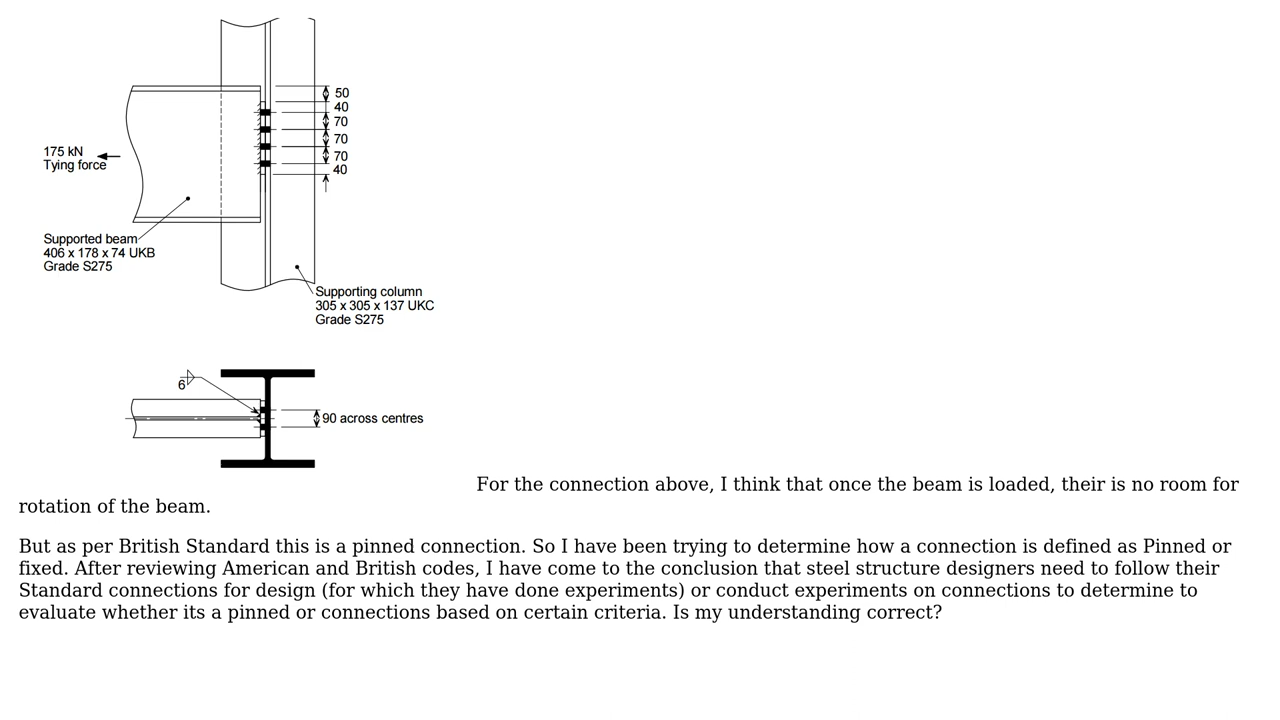 50
40
70
70
70
40
175 kN
Tying force
Supported beam
406 x 178 x 74 UKB
Grade S275
Supporting column
305 x 305 x 137 UKC
Grade S275
6
90 across centres
For the connection above, I think that once the beam is loaded, their is no room for
rotation of the beam.
But as per British Standard this is a pinned connection. So I have been trying to determine how a connection is defined as Pinned or
fixed. After reviewing American and British codes, I have come to the conclusion that steel structure designers need to follow their
Standard connections for design (for which they have done experiments) or conduct experiments on connections to determine to
evaluate whether its a pinned or connections based on certain criteria. Is my understanding correct?